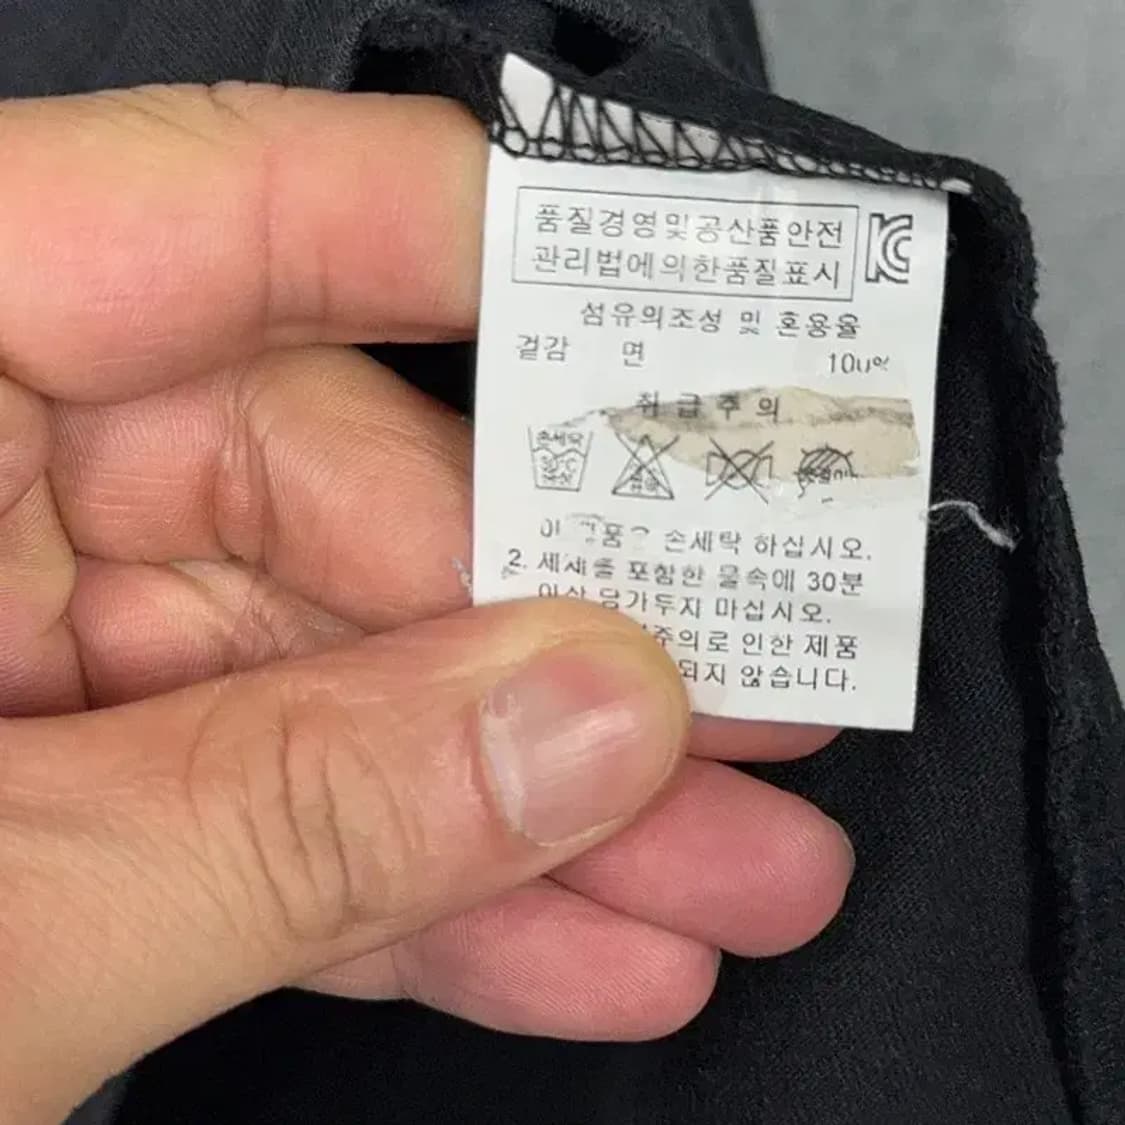 품질경영및공산품안전
관리법에의한품질표시
섬유의조성 및 혼용율
겉감 면 100%
취급주의
손세탁
손세탁 하십시오.
2. 세제를 포함한 물속에 30분
이상 담가두지 마십시오.
주의로 인한 제품
되지 않습니다.